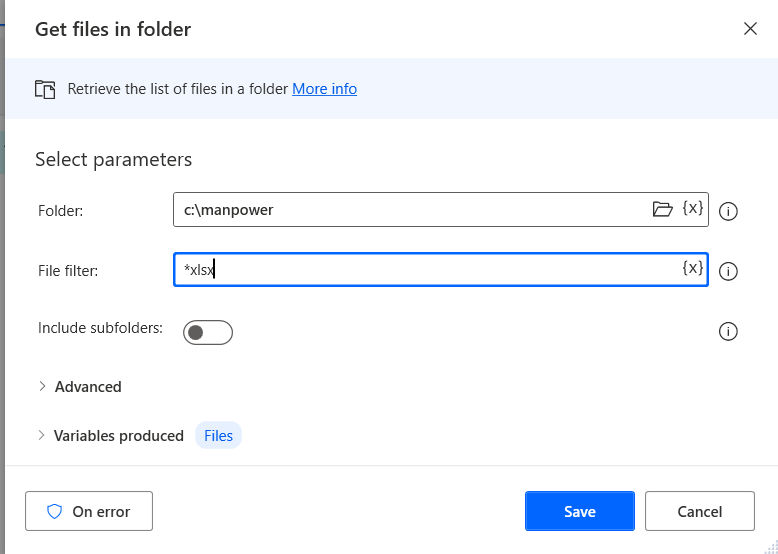 Get files in folder
Retrieve the list of files in a folder More info
Select parameters
Folder: c:\manpower {x}
File filter: *xlsx {x}
Include subfolders:
Advanced
Variables produced Files
On error Save Cancel